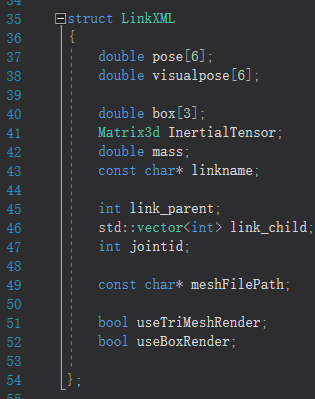 34
35 struct LinkXML
36 {
37 double pose[6];
38 double visualpose[6];
39
40 double box[3];
41 Matrix3d InertialTensor;
42 double mass;
43 const char* linkname;
44
45 int link_parent;
46 std::vector<int> link_child;
47 int jointid;
48
49 const char* meshFilePath;
50
51 bool useTriMeshRender;
52 bool useBoxRender;
53
54 };